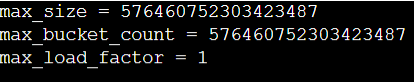 max_size = 576460752303423487
max_bucket_count = 576460752303423487
max_load_factor = 1